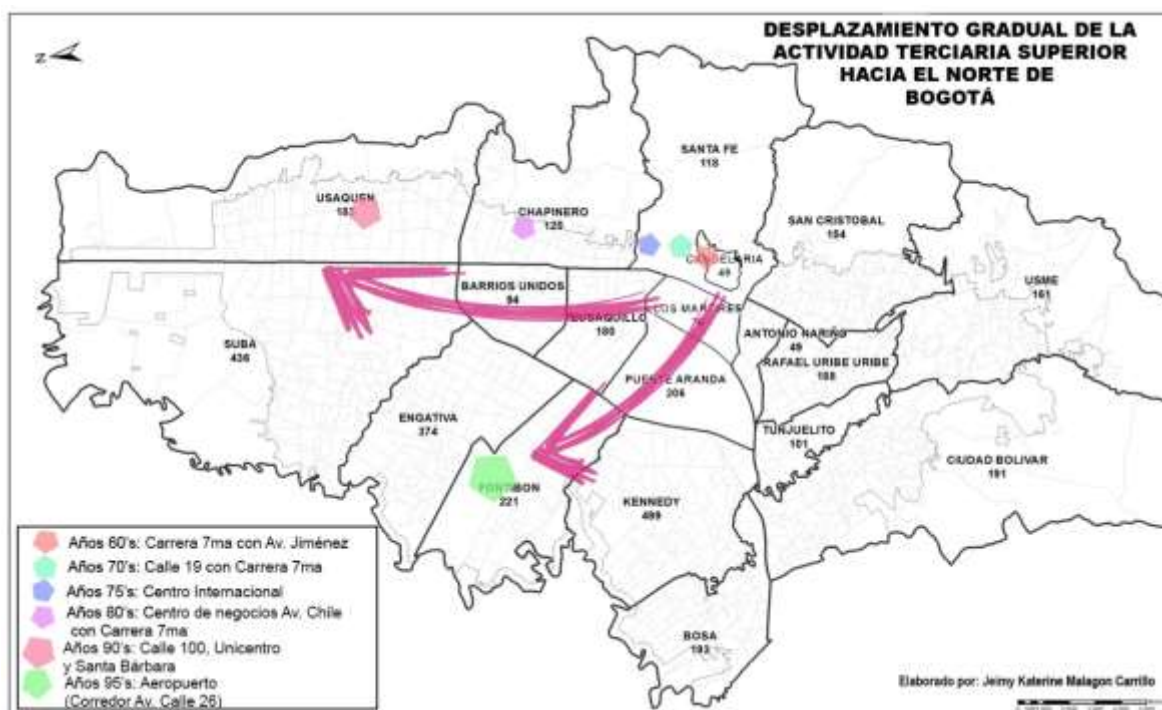 DESPLAZAMIENTO GRADUAL DE LA
ACTIVIDAD TERCIARIA SUPERIOR
HACIA EL NORTE DE
BOGOTÁ
Z
SANTA FE
118
USAQUEN
CHAPINERO
SAN CRISTOBAL
154
CANDELARIA
49
BARRIOS UNIDOS
94
USME
161
LOS MARTIRES
TEUSAQUILLO
180
ANTONIO NARIÑO
49
RAFAEL URIBE URIBE
188
SUBA
436
PUENTE ARANDA
206
ENGATIVA
374
TUNJUELITO
101
CIUDAD BOLIVAR
191
FONTIBON
221
KENNEDY
489
BOSA
193
Años 60's: Carrera 7ma con Av. Jiménez
Años 70's: Calle 19 con Carrera 7ma
Años 75's: Centro Internacional
Años 80's: Centro de negocios Av. Chile
con Carrera 7ma
Años 90's: Calle 100, Unicentro
y Santa Bárbara
Años 95's: Aeropuerto
(Corredor Av. Calle 26)
Elaborado por: Jeimy Katerine Malagon Carrillo